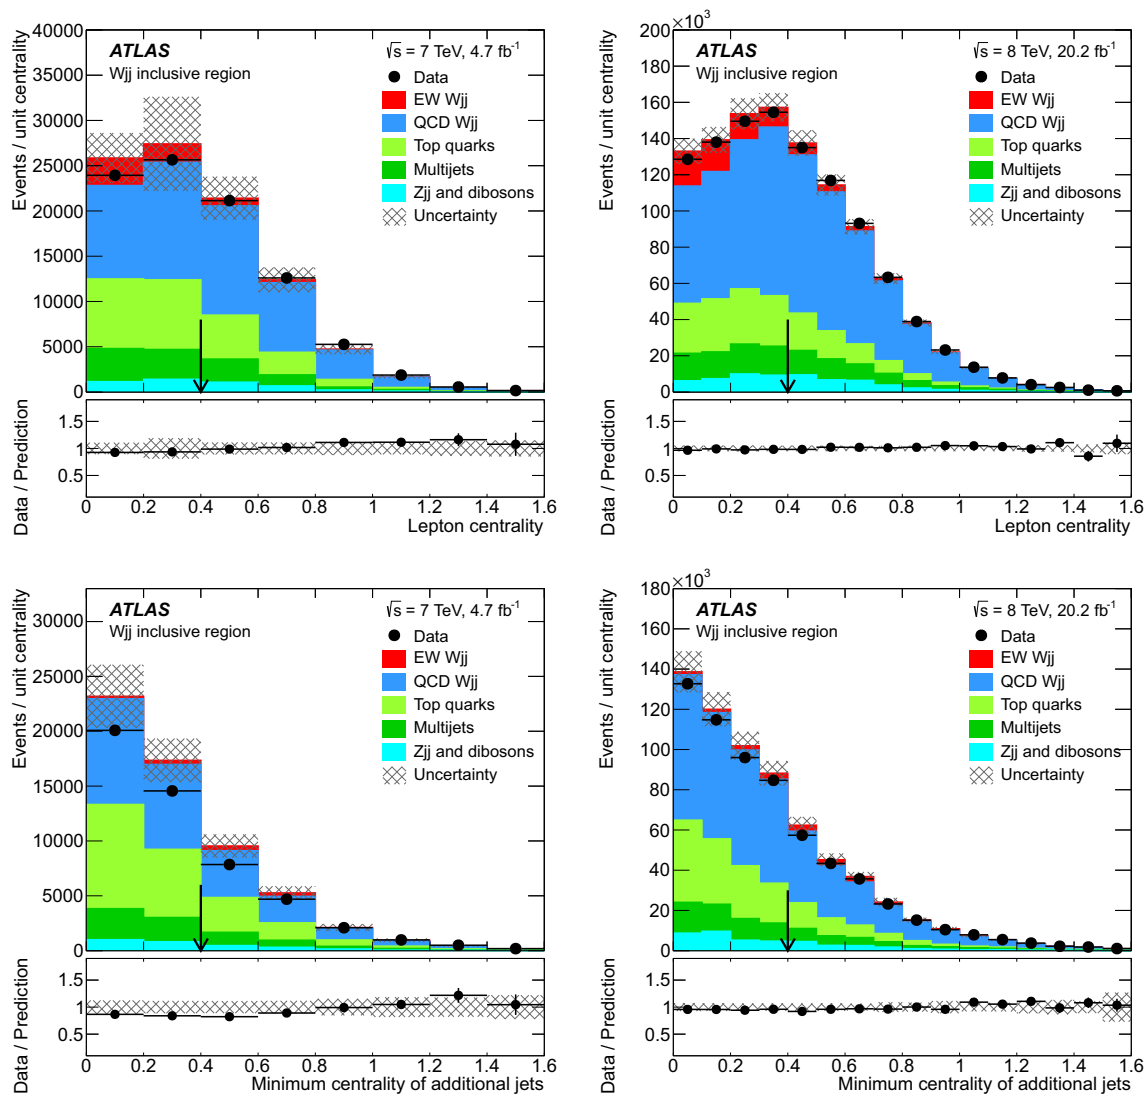 ATLAS
Wjj inclusive region
√s = 7 TeV, 4.7 fb⁻¹
Data
EW Wjj
QCD Wjj
Top quarks
Multijets
Zjj and dibosons
Uncertainty
Events / unit centrality
40000
35000
30000
25000
20000
15000
10000
5000
0
Data / Prediction
1.5
1
0.5
0 0.2 0.4 0.6 0.8 1 1.2 1.4 1.6
Lepton centrality
×10³
ATLAS
Wjj inclusive region
√s = 8 TeV, 20.2 fb⁻¹
Data
EW Wjj
QCD Wjj
Top quarks
Multijets
Zjj and dibosons
Uncertainty
Events / unit centrality
200
180
160
140
120
100
80
60
40
20
0
Data / Prediction
1.5
1
0.5
0 0.2 0.4 0.6 0.8 1 1.2 1.4 1.6
Lepton centrality
ATLAS
Wjj inclusive region
√s = 7 TeV, 4.7 fb⁻¹
Data
EW Wjj
QCD Wjj
Top quarks
Multijets
Zjj and dibosons
Uncertainty
Events / unit centrality
30000
25000
20000
15000
10000
5000
0
Data / Prediction
1.5
1
0.5
0 0.2 0.4 0.6 0.8 1 1.2 1.4 1.6
Minimum centrality of additional jets
×10³
ATLAS
Wjj inclusive region
√s = 8 TeV, 20.2 fb⁻¹
Data
EW Wjj
QCD Wjj
Top quarks
Multijets
Zjj and dibosons
Uncertainty
Events / unit centrality
180
160
140
120
100
80
60
40
20
0
Data / Prediction
1.5
1
0.5
0 0.2 0.4 0.6 0.8 1 1.2 1.4 1.6
Minimum centrality of additional jets